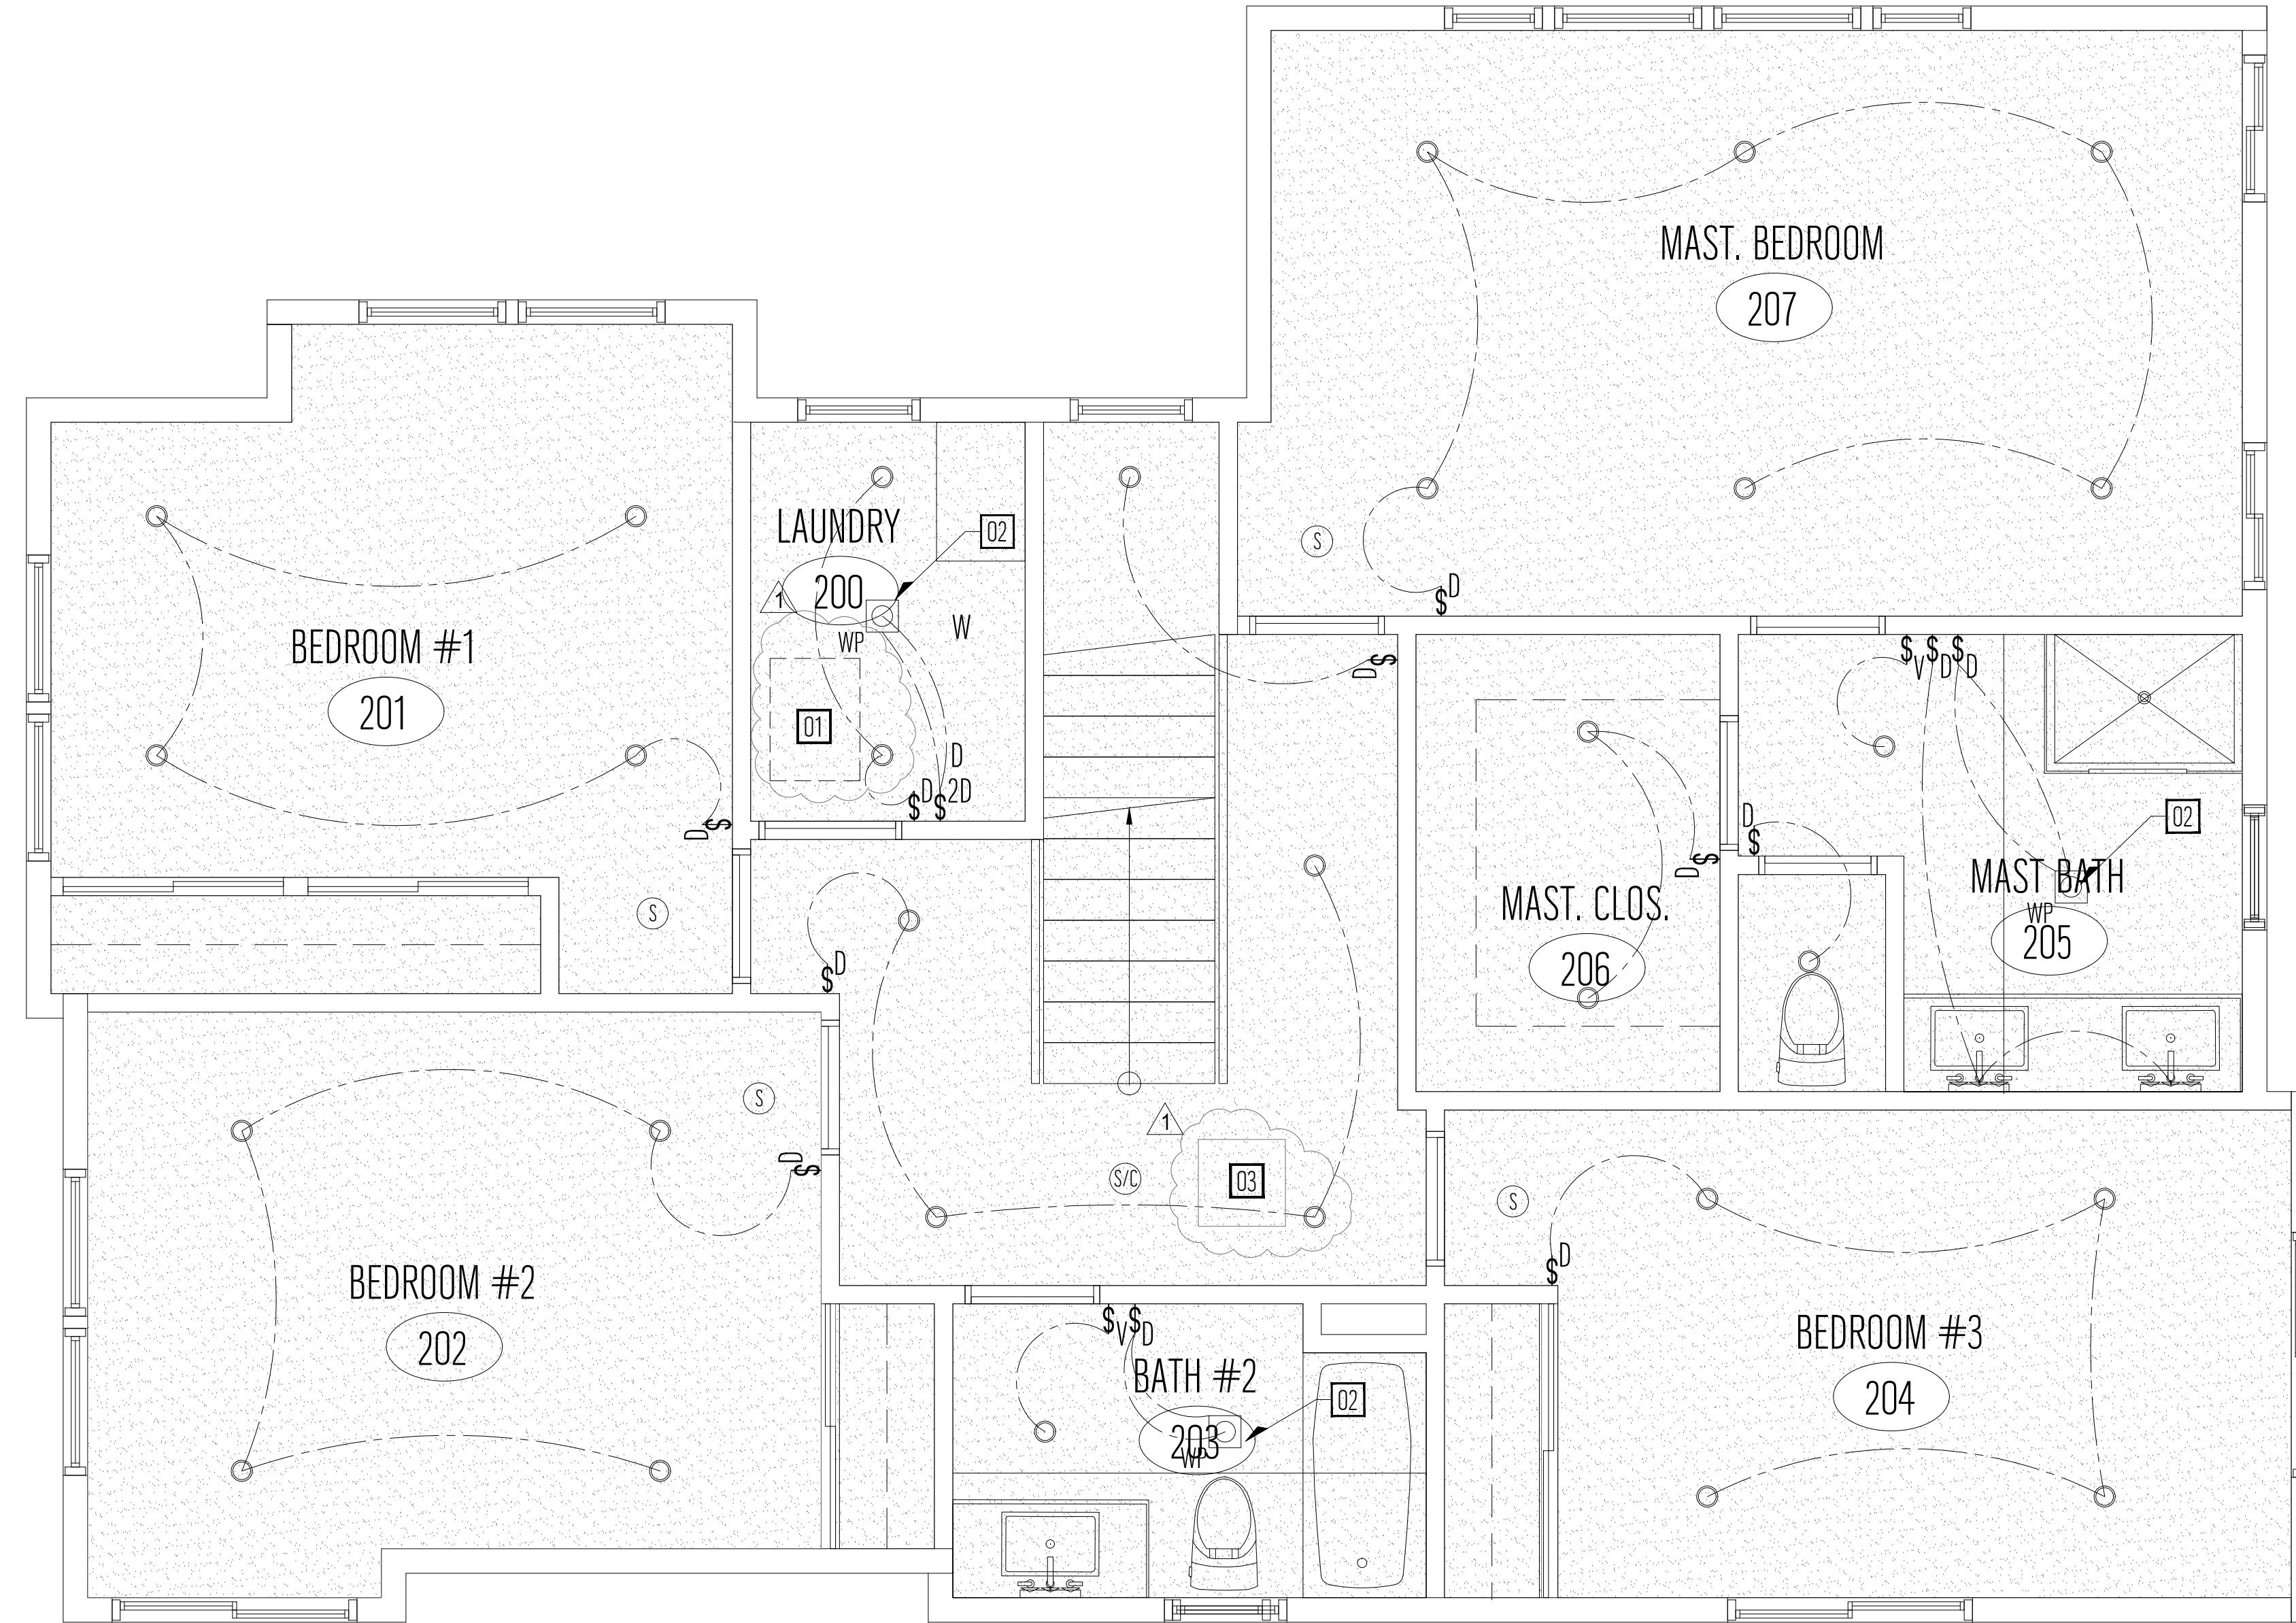 MAST. BEDROOM
207
S
$D
BEDROOM #1
201
D$
S
LAUNDRY
200
02
1
WP
W
01
D
$D $2D
D$
MAST. CLOS.
206
D$
$V $D $D
D
$
02
MAST BATH
WP
205
$D
BEDROOM #2
202
S
D
$
1
S/C
03
S
$D
BEDROOM #3
204
$V $D
BATH #2
02
203
WP